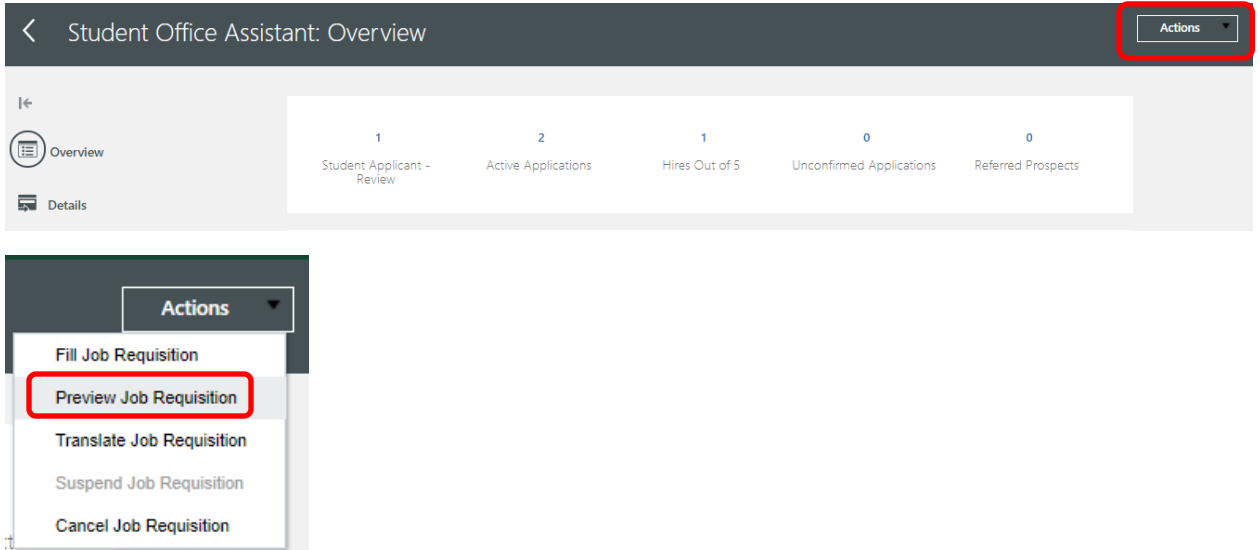 Student Office Assistant: Overview
Actions
Overview
Details
1
Student Applicant -
Review
2
Active Applications
1
Hires Out of 5
0
Unconfirmed Applications
0
Referred Prospects
Actions
Fill Job Requisition
Preview Job Requisition
Translate Job Requisition
Suspend Job Requisition
Cancel Job Requisition